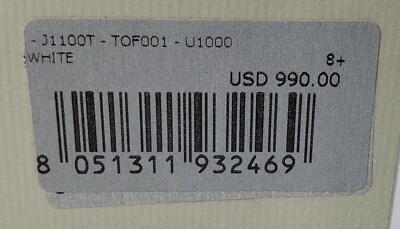 - J1100T - TOF001 - U1000
WHITE
8+
USD 990.00
8 051311 932469